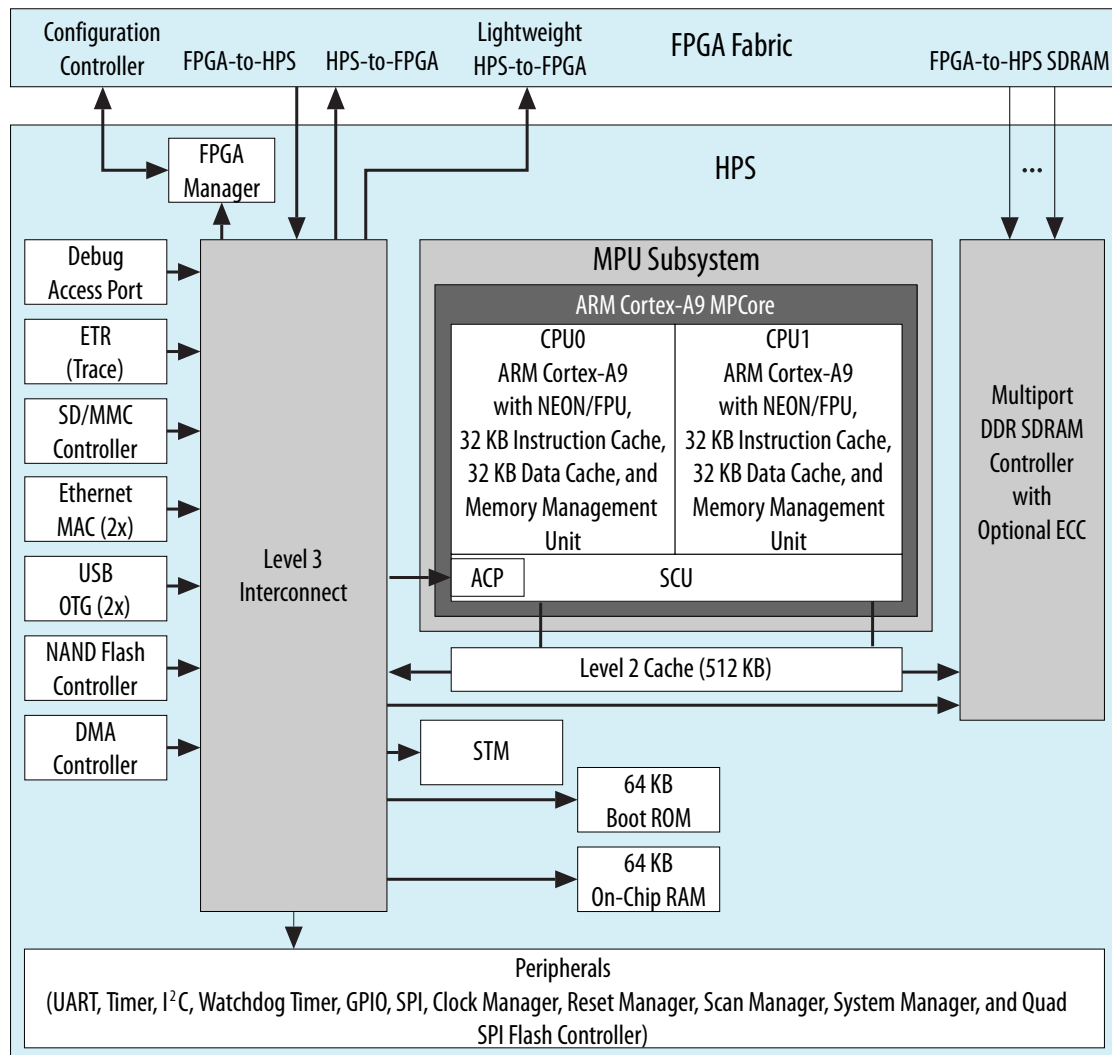 Configuration
Controller
FPGA-to-HPS
HPS-to-FPGA
Lightweight
HPS-to-FPGA
FPGA Fabric
FPGA-to-HPS SDRAM
FPGA
Manager
HPS
...
Debug
Access Port
ETR
(Trace)
SD/MMC
Controller
Ethernet
MAC (2x)
USB
OTG (2x)
NAND Flash
Controller
DMA
Controller
Level 3
Interconnect
MPU Subsystem
ARM Cortex-A9 MPCore
CPU0
ARM Cortex-A9
with NEON/FPU,
32 KB Instruction Cache,
32 KB Data Cache, and
Memory Management
Unit
CPU1
ARM Cortex-A9
with NEON/FPU,
32 KB Instruction Cache,
32 KB Data Cache, and
Memory Management
Unit
ACP
SCU
Level 2 Cache (512 KB)
Multiport
DDR SDRAM
Controller
with
Optional ECC
STM
64 KB
Boot ROM
64 KB
On-Chip RAM
Peripherals
(UART, Timer, I²C, Watchdog Timer, GPIO, SPI, Clock Manager, Reset Manager, Scan Manager, System Manager, and Quad
SPI Flash Controller)